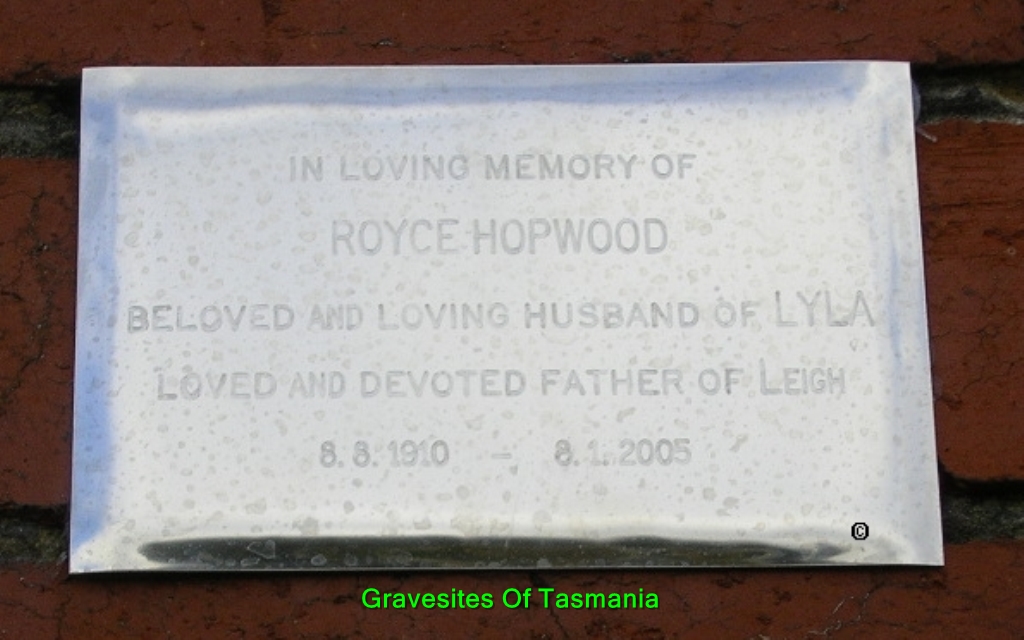 IN LOVING MEMORY OF
ROYCE HOPWOOD
BELOVED AND LOVING HUSBAND OF LYLA
LOVED AND DEVOTED FATHER OF LEIGH
8.8.1910 - 8.1.2005
©
Gravesites Of Tasmania